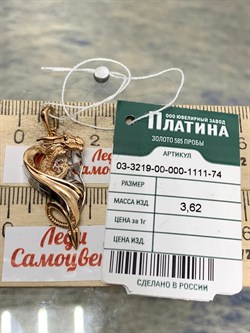 ООО ЮВЕЛИРНЫЙ ЗАВОД
ПЛАТИНА
ЗОЛОТО 585 ПРОБЫ
АРТИКУЛ
03-3219-00-000-1111-74
РАЗМЕР
МАССА ИЗД. 3,62
ЦЕНА за 1г
ЦЕНА ИЗД.
СДЕЛАНО В РОССИИ
Леди
Самоцве